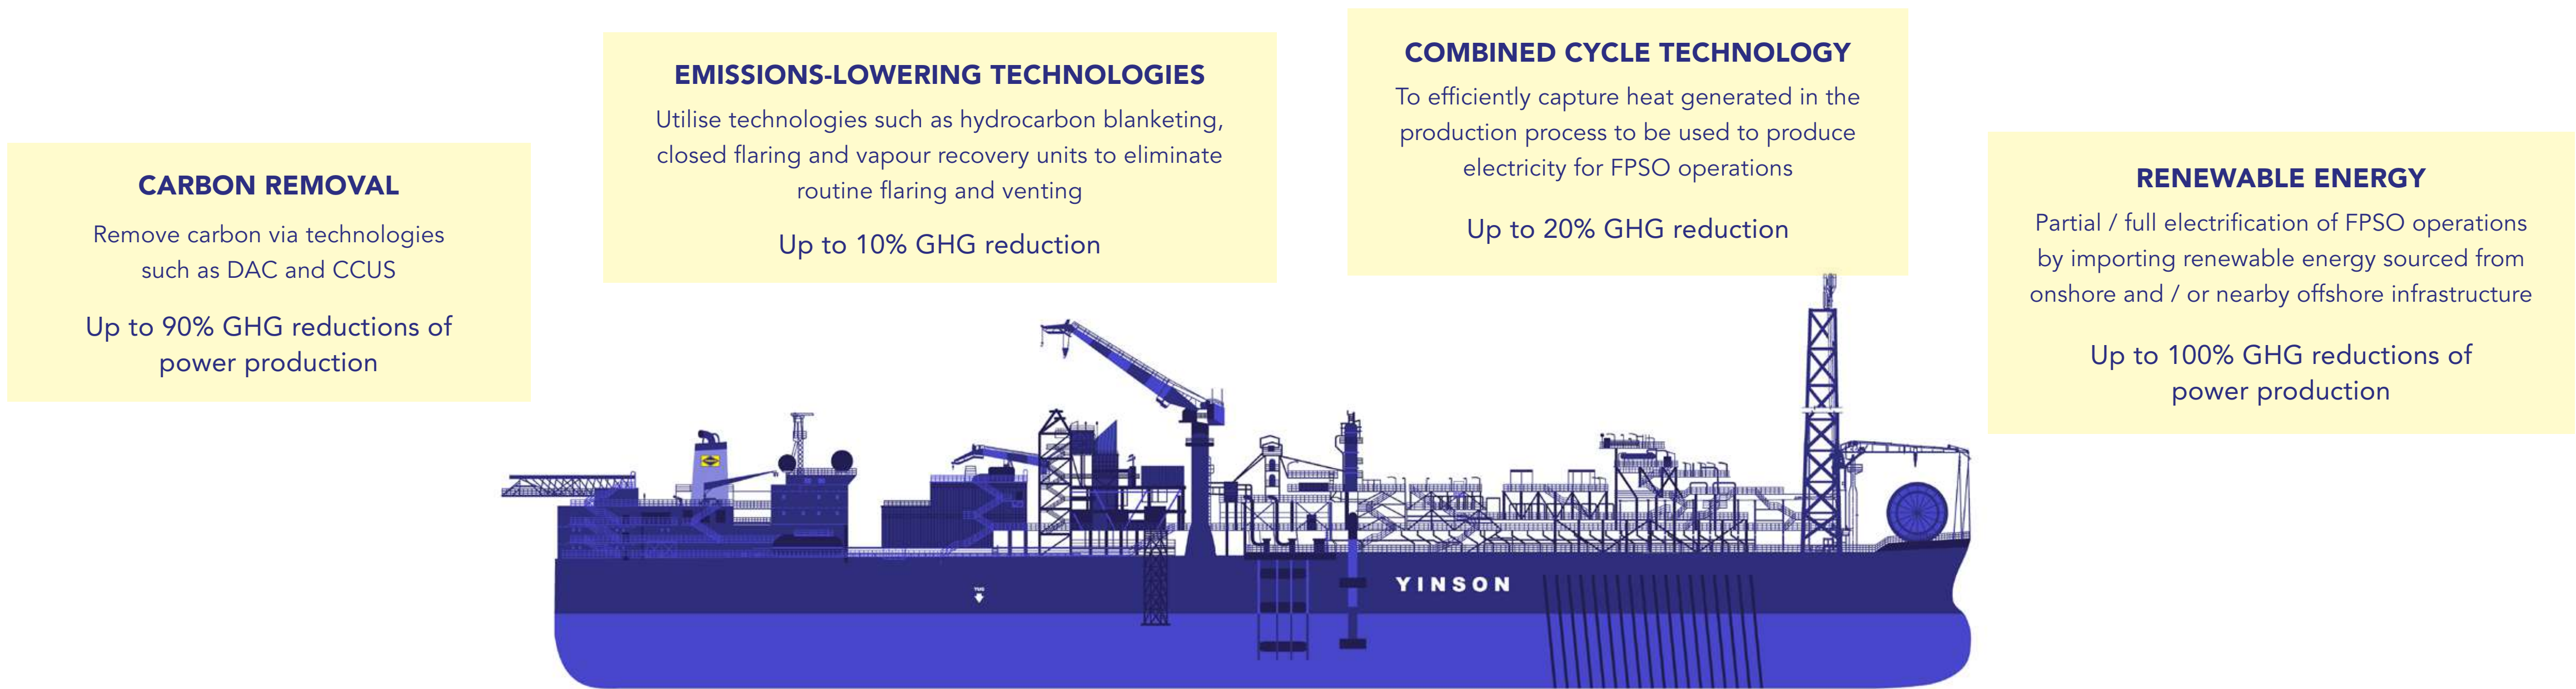 CARBON REMOVAL
Remove carbon via technologies
such as DAC and CCUS
Up to 90% GHG reductions of
power production
EMISSIONS-LOWERING TECHNOLOGIES
Utilise technologies such as hydrocarbon blanketing,
closed flaring and vapour recovery units to eliminate
routine flaring and venting
Up to 10% GHG reduction
COMBINED CYCLE TECHNOLOGY
To efficiently capture heat generated in the
production process to be used to produce
electricity for FPSO operations
Up to 20% GHG reduction
RENEWABLE ENERGY
Partial / full electrification of FPSO operations
by importing renewable energy sourced from
onshore and / or nearby offshore infrastructure
Up to 100% GHG reductions of
power production
YINSON